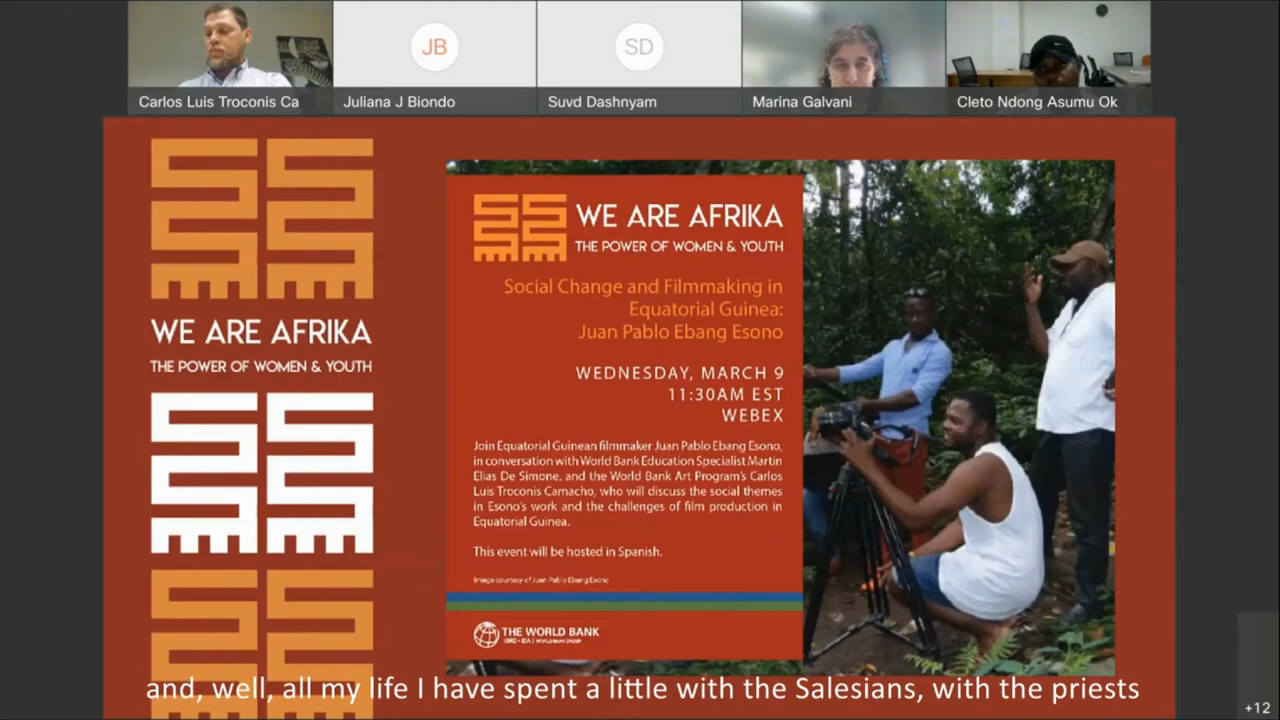 JB
SD
Carlos Luis Troconis Ca
Juliana J Biondo
Suvd Dashnyam
Marina Galvani
Cleto Ndong Asumu Ok
WE ARE AFRIKA
THE POWER OF WOMEN & YOUTH
WE ARE AFRIKA
THE POWER OF WOMEN & YOUTH
Social Change and Filmmaking in
Equatorial Guinea:
Juan Pablo Ebang Esono
WEDNESDAY, MARCH 9
11:30AM EST
WEBEX
Join Equatorial Guinean filmmaker Juan Pablo Ebang Esono,
in conversation with World Bank Education Specialist Martin
Elias De Simone, and the World Bank Art Program's Carlos
Luis Troconis Camacho, who will discuss the social themes
in Esono's work and the challenges of film production in
Equatorial Guinea.
This event will be hosted in Spanish.
Image courtesy of Juan Pablo Ebang Esono
THE WORLD BANK
IBRD • IDA | WORLD BANK GROUP
and, well, all my life I have spent a little with the Salesians, with the priests
+12